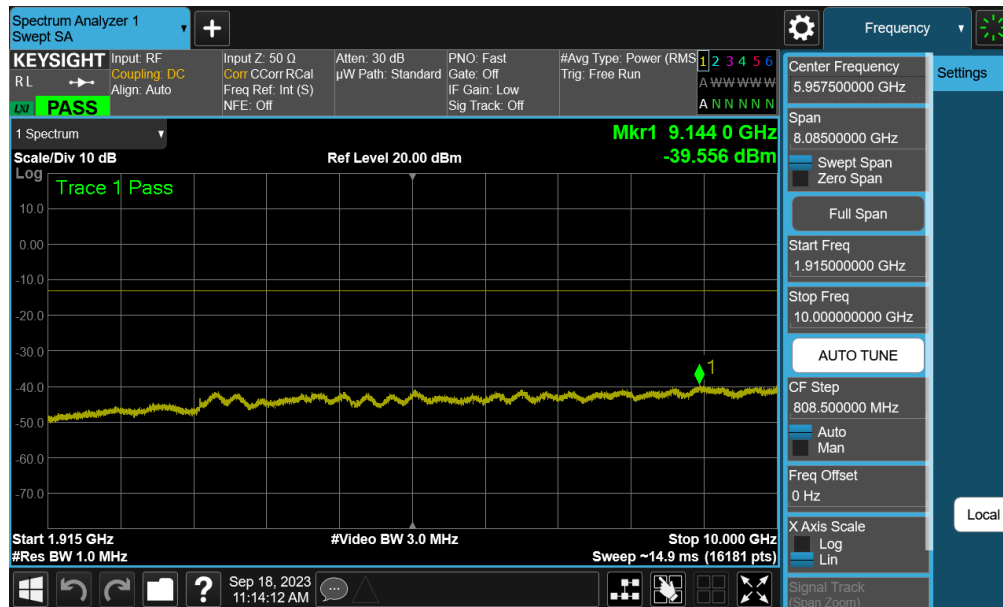 Spectrum Analyzer 1
Swept SA
+
Frequency
KEYSIGHT
RL
LXI PASS
Input: RF
Coupling: DC
Align: Auto
Input Z: 50 Ω
Corr CCorr RCal
Freq Ref: Int (S)
NFE: Off
Atten: 30 dB
µW Path: Standard
PNO: Fast
Gate: Off
IF Gain: Low
Sig Track: Off
#Avg Type: Power (RMS
Trig: Free Run
1 2 3 4 5 6
A W W W W W
A N N N N N
1 Spectrum
Scale/Div 10 dB
Ref Level 20.00 dBm
Mkr1 9.144 0 GHz
-39.556 dBm
Log
Trace 1 Pass
10.0
0.00
-10.0
-20.0
-30.0
-40.0
-50.0
-60.0
-70.0
1
Start 1.915 GHz
#Res BW 1.0 MHz
#Video BW 3.0 MHz
Stop 10.000 GHz
Sweep ~14.9 ms (16181 pts)
Center Frequency
5.957500000 GHz
Span
8.08500000 GHz
Swept Span
Zero Span
Full Span
Start Freq
1.915000000 GHz
Stop Freq
10.000000000 GHz
AUTO TUNE
CF Step
808.500000 MHz
Auto
Man
Freq Offset
0 Hz
X Axis Scale
Log
Lin
Signal Track
(Span Zoom)
Settings
Local
?
Sep 18, 2023
11:14:12 AM